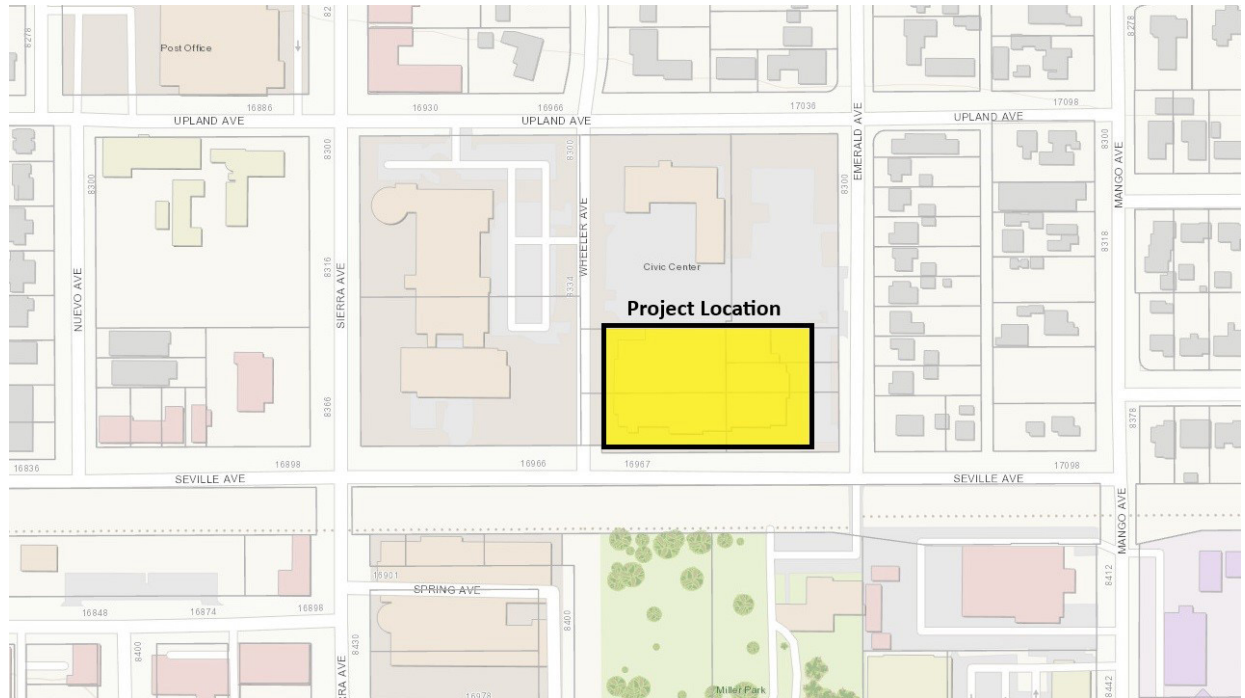 8278
82
8278
Post Office
16886
16930
16966
17036
17098
UPLAND AVE
UPLAND AVE
UPLAND AVE
8300
8300
8300
8300
8300
EMERALD AVE
MANGO AVE
WHEELER AVE
SIERRA AVE
NUEVO AVE
8316
8334
8318
Civic Center
Project Location
8366
8378
16836
16898
16966
16967
17098
SEVILLE AVE
SEVILLE AVE
MANGO AVE
16901
SPRING AVE
16848
16874
16898
8400
8430
8400
8412
8442
RRA AVE
16978
Miller Park